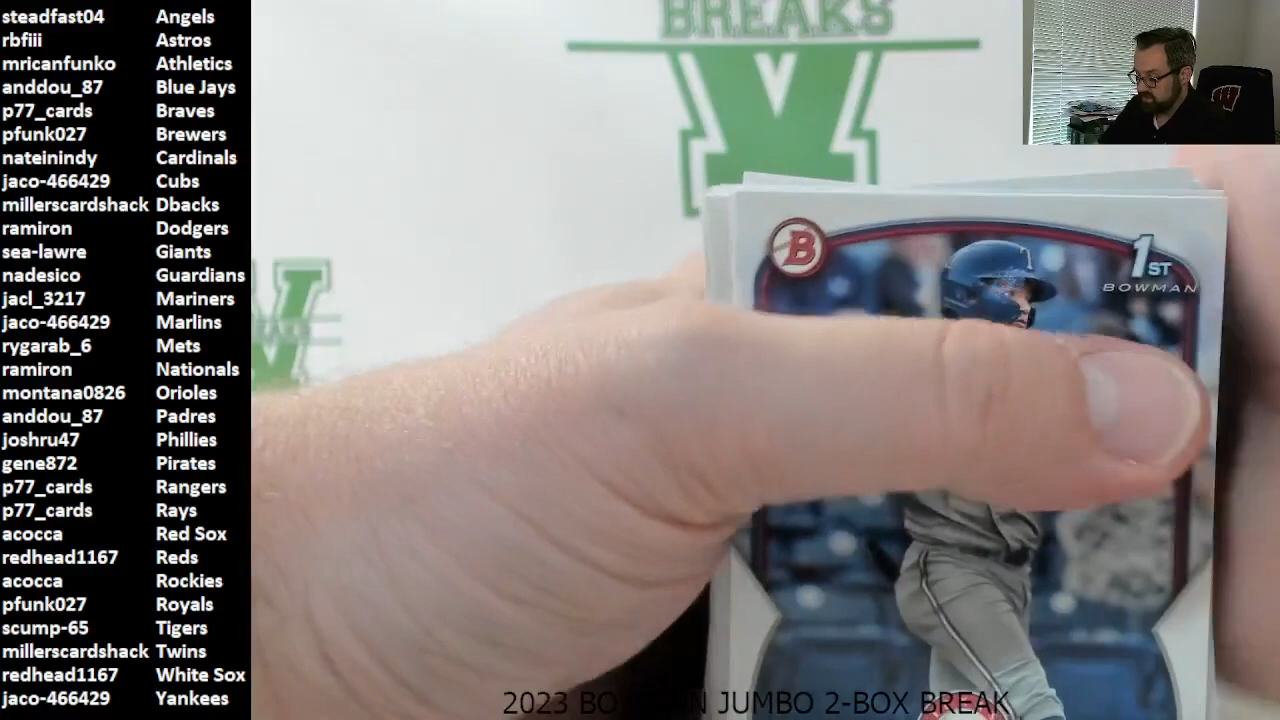 steadfast04 Angels
rbfiii Astros
mricanfunko Athletics
anddou_87 Blue Jays
p77_cards Braves
pfunk027 Brewers
nateinindy Cardinals
jaco-466429 Cubs
millerscardshack Dbacks
ramiron Dodgers
sea-lawre Giants
nadesico Guardians
jacl_3217 Mariners
jaco-466429 Marlins
rygarab_6 Mets
ramiron Nationals
montana0826 Orioles
anddou_87 Padres
joshru47 Phillies
gene872 Pirates
p77_cards Rangers
p77_cards Rays
acocca Red Sox
redhead1167 Reds
acocca Rockies
pfunk027 Royals
scump-65 Tigers
millerscardshack Twins
redhead1167 White Sox
jaco-466429 Yankees
BREAKS
V
B
1ST
BOWMAN
W
2023 JUMBO 2-BOX BREAK